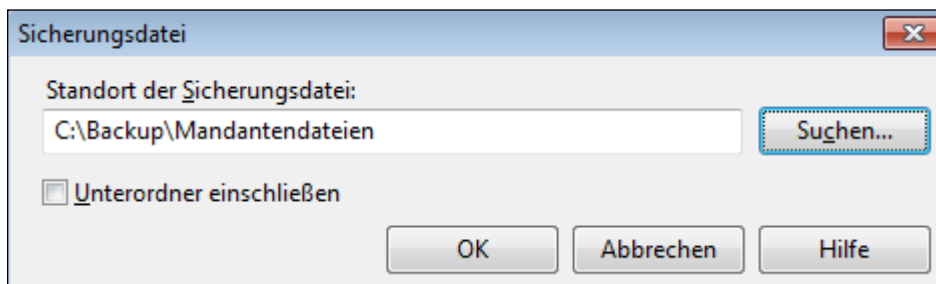 Sicherungsdatei
Standort der Sicherungsdatei:
C:\Backup\Mandantendateien
Suchen...
Unterordner einschließen
OK Abbrechen Hilfe